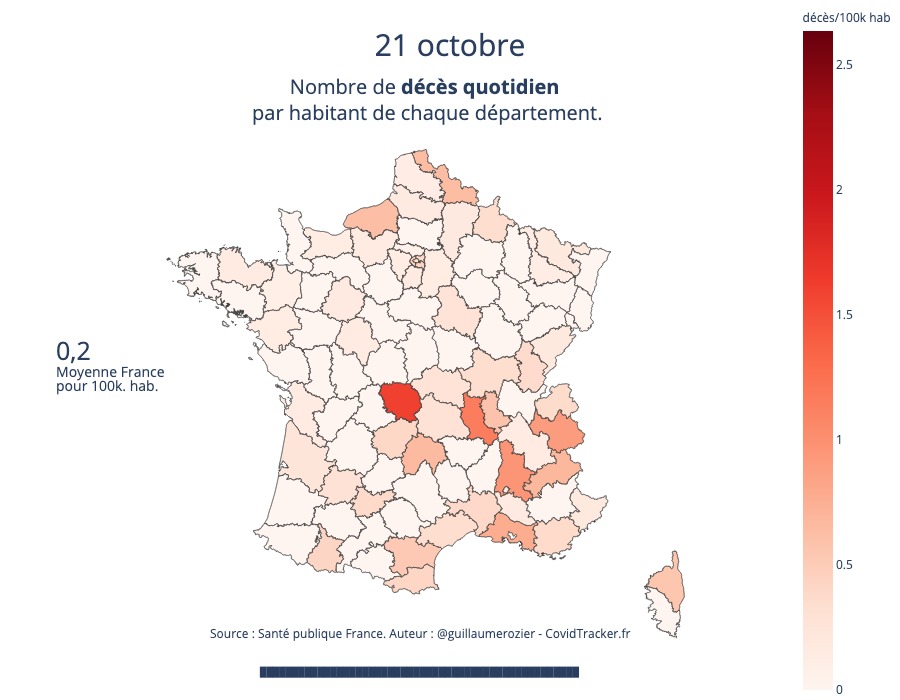 décès/100k hab
21 octobre
Nombre de décès quotidien
par habitant de chaque département.
2.5
2
1.5
1
0.5
0
0,2
Moyenne France
pour 100k. hab.
Source : Santé publique France. Auteur : @guillaumerozier - CovidTracker.fr